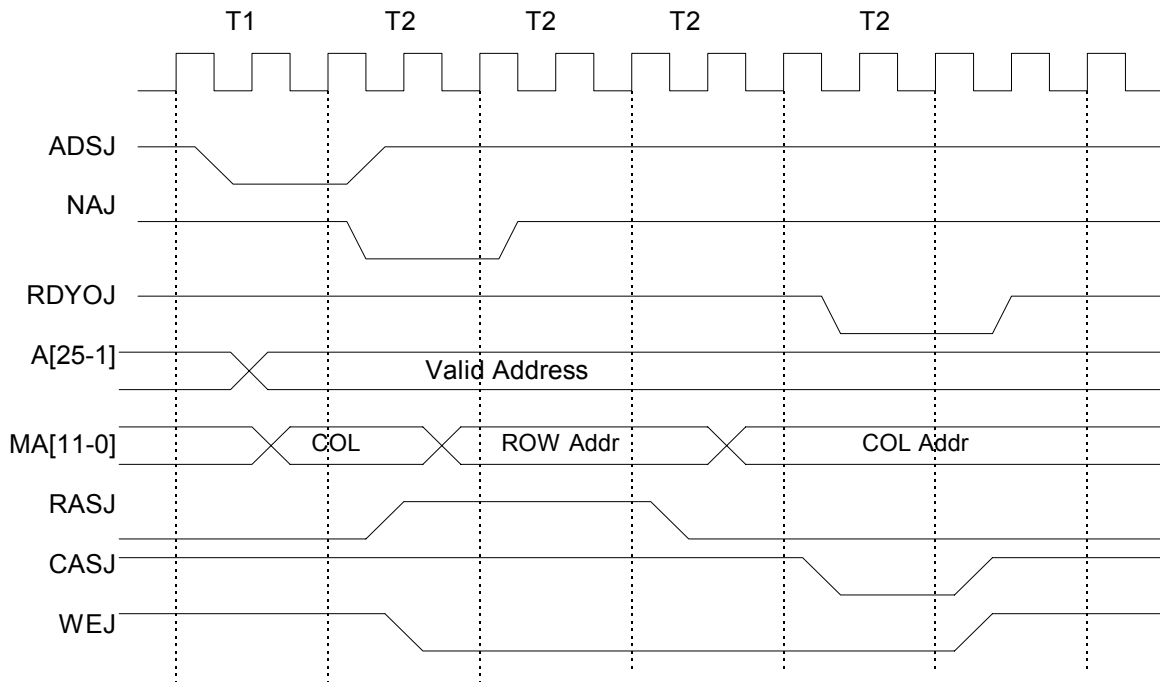 T1 T2 T2 T2 T2
ADSJ
NAJ
RDYOJ
A[25-1]
Valid Address
MA[11-0] COL ROW Addr COL Addr
RASJ
CASJ
WEJ